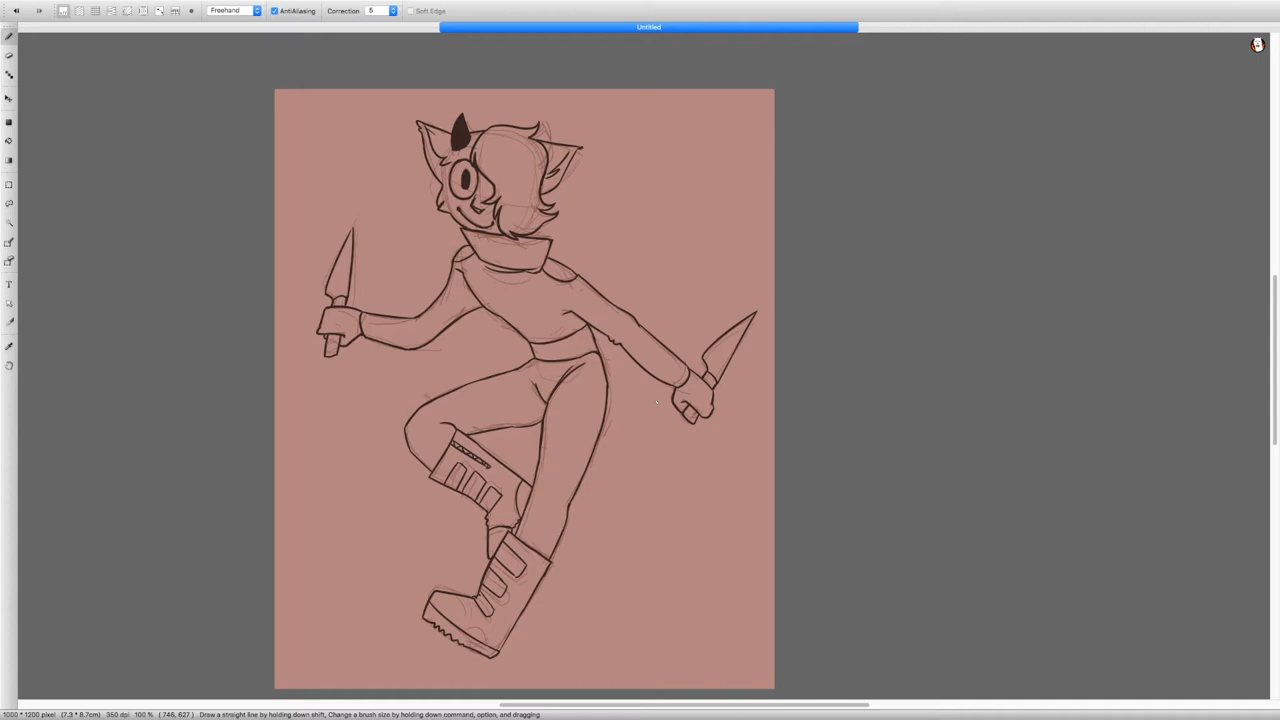 Freehand AntiAliasing Correction 5 Soft Edge
Untitled
1000 * 1200 pixel (7.3 * 8.7cm) 350 dpi 100 % ( 746, 627) Draw a straight line by holding down shift, Change a brush size by holding down command, option, and dragging